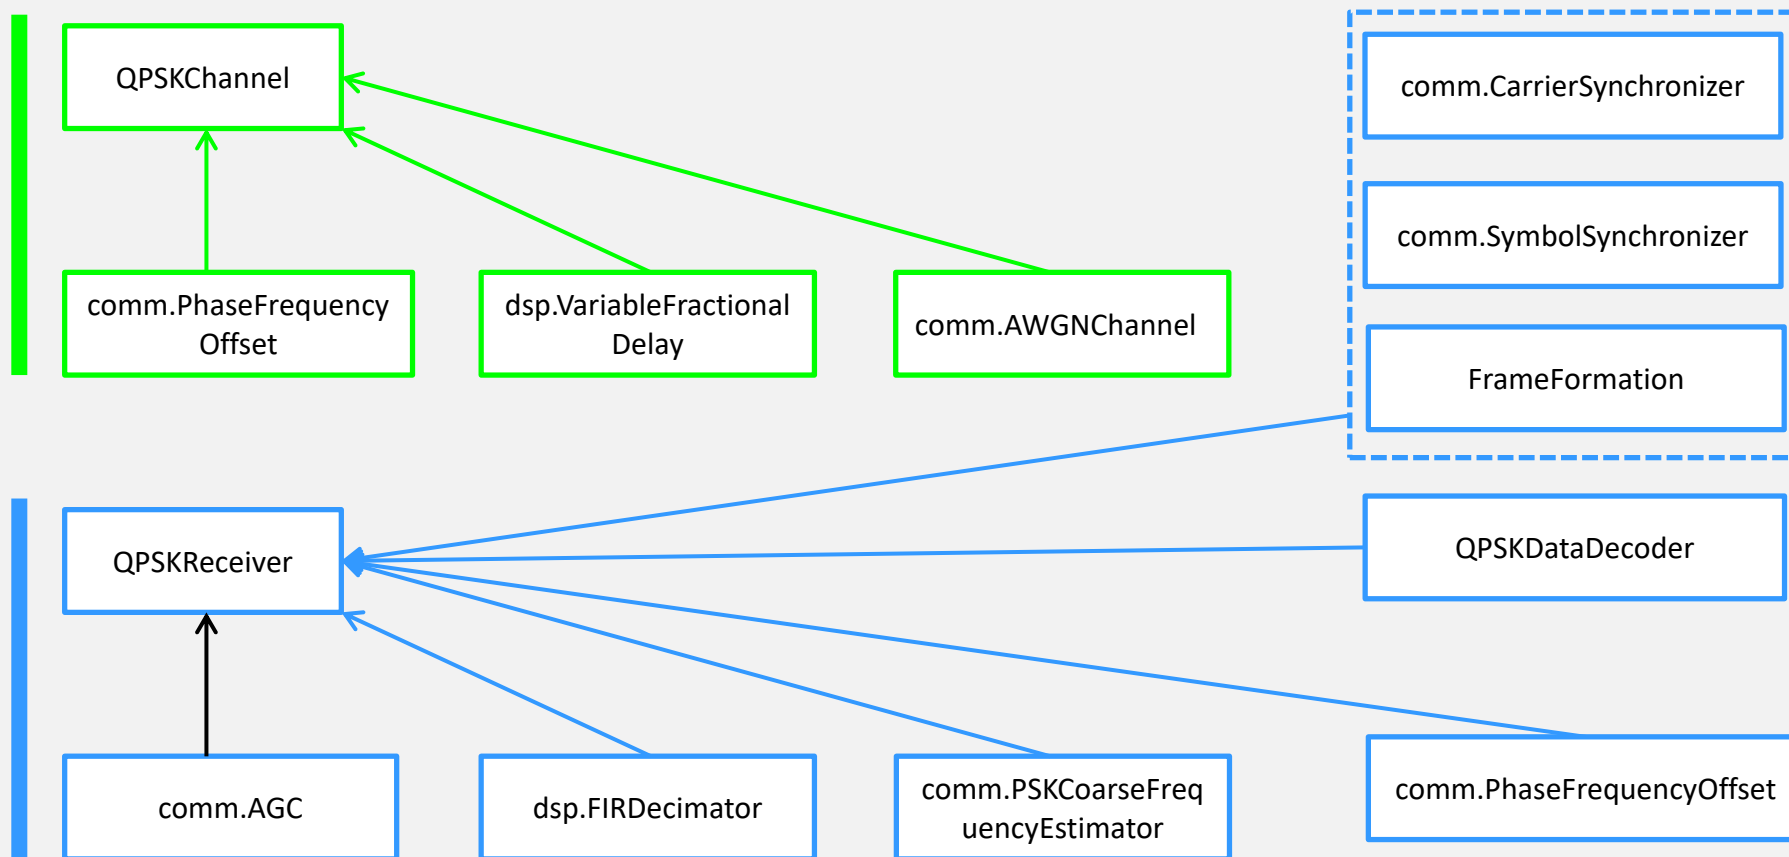 QPSKChannel
comm.CarrierSynchronizer
comm.SymbolSynchronizer
comm.PhaseFrequency
Offset
dsp.VariableFractional
Delay
comm.AWGNChannel
FrameFormation
QPSKReceiver
QPSKDataDecoder
comm.AGC
dsp.FIRDecimator
comm.PSKCoarseFreq
uencyEstimator
comm.PhaseFrequencyOffset